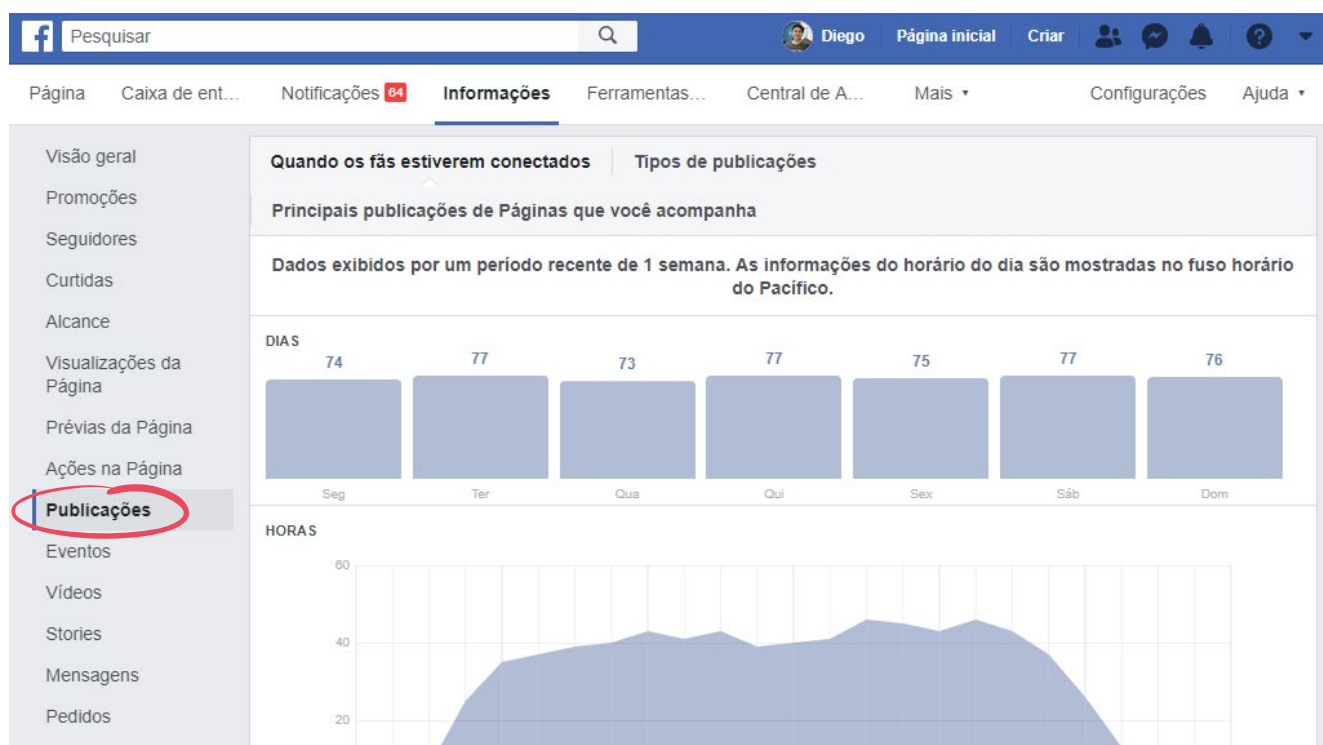 f Pesquisar Diego Página inicial Criar
Página Caixa de ent... Notificações 64 Informações Ferramentas... Central de A... Mais Configurações Ajuda
Visão geral
Promoções
Seguidores
Curtidas
Alcance
Visualizações da
Página
Prévias da Página
Ações na Página
Publicações
Eventos
Vídeos
Stories
Mensagens
Pedidos
Quando os fãs estiverem conectados Tipos de publicações
Principais publicações de Páginas que você acompanha
Dados exibidos por um período recente de 1 semana. As informações do horário do dia são mostradas no fuso horário
do Pacífico.
DIAS
74 77 73 77 75 77 76
Seg Ter Qua Qui Sex Sáb Dom
HORAS
60
40
20